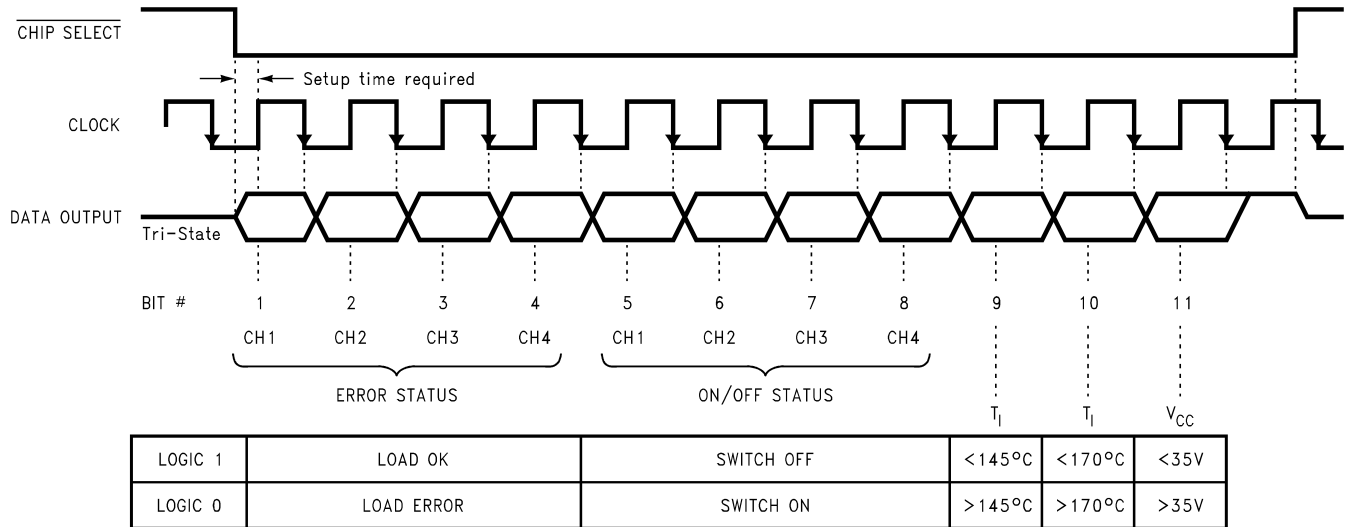 CHIP SELECT
Setup time required
CLOCK
DATA OUTPUT
Tri-State
BIT # 1 2 3 4 5 6 7 8 9 10 11
CH1 CH2 CH3 CH4 CH1 CH2 CH3 CH4
ERROR STATUS ON/OFF STATUS
TI TI VCC
LOGIC 1 LOAD OK SWITCH OFF <145°C <170°C <35V
LOGIC 0 LOAD ERROR SWITCH ON >145°C >170°C >35V